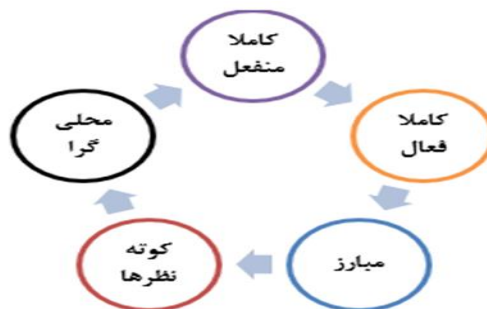 کاملا
منفعل
کاملا
فعال
مبارز
کوته
نظرها
محلی
گرا